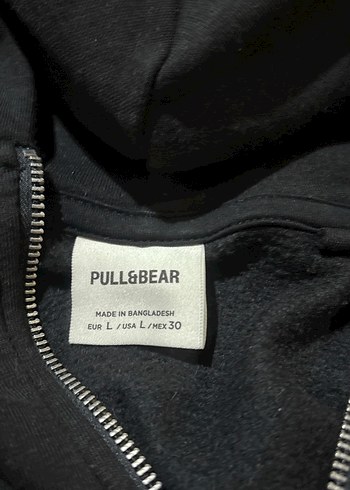 PULL&BEAR
MADE IN BANGLADESH
EUR L / USA L / MEX 30